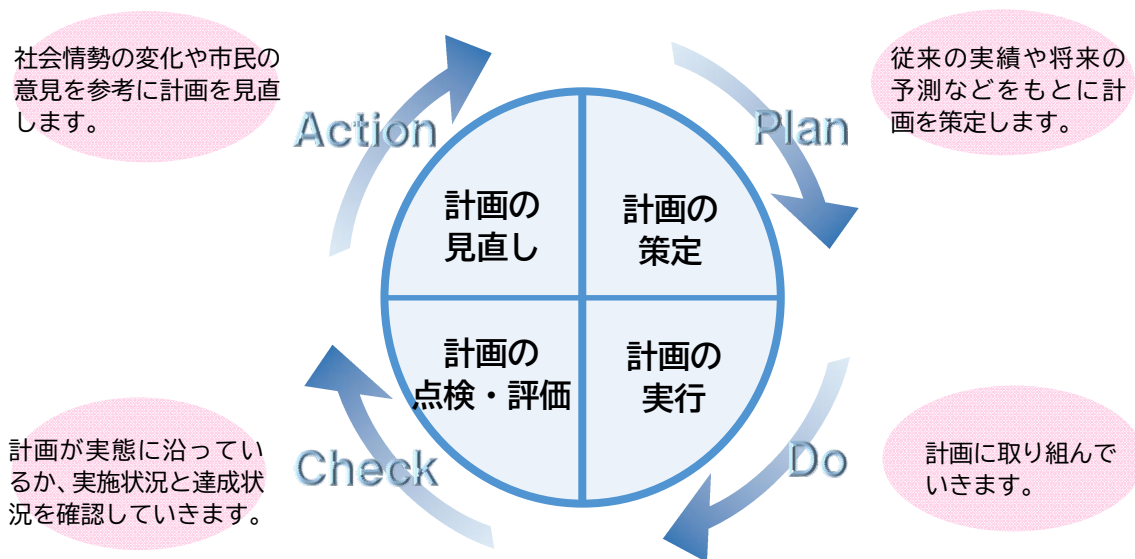 社会情勢の変化や市民の
意見を参考に計画を見直
します。
Action
計画の
見直し
Plan
計画の
策定
従来の実績や将来の
予測などをもとに計
画を策定します。
計画が実態に沿ってい
るか、実施状況と達成状
況を確認していきます。
Check
計画の
点検・評価
Do
計画の
実行
計画に取り組んで
いきます。